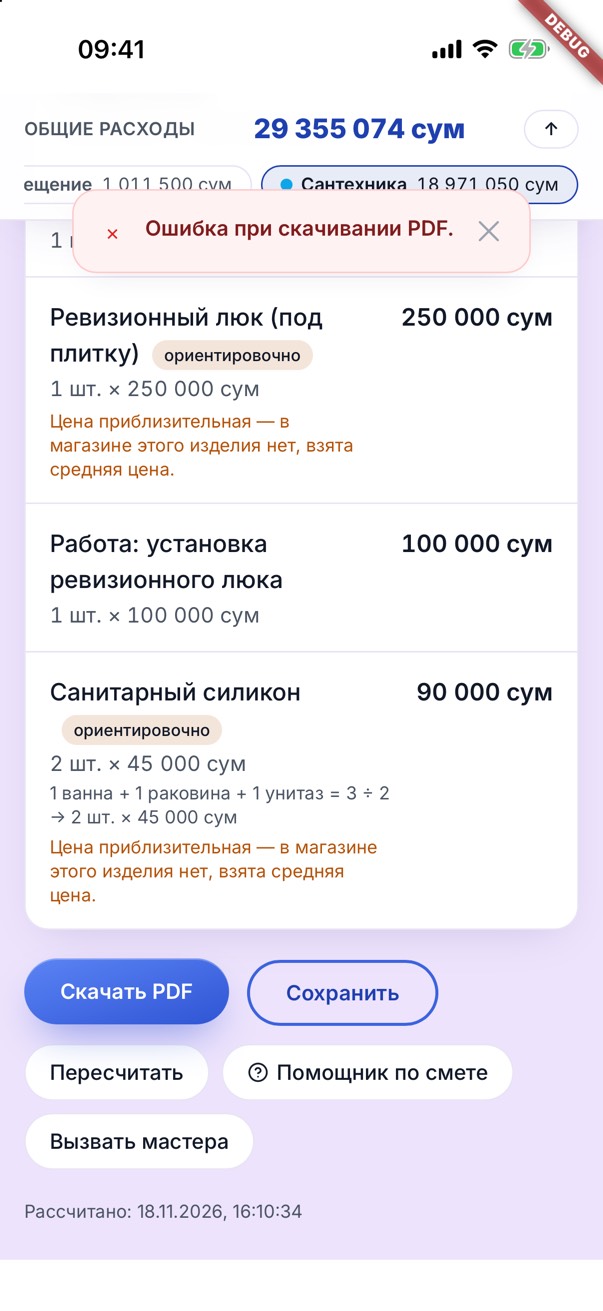 09:41
DEBUG
ОБЩИЕ РАСХОДЫ 29 355 074 сум ↑
ещение 1 011 500 сум Сантехника 18 971 050 сум
× Ошибка при скачивании PDF.
1
Ревизионный люк (под 250 000 сум
плитку) ориентировочно
1 шт. × 250 000 сум
Цена приблизительная — в
магазине этого изделия нет, взята
средняя цена.
Работа: установка 100 000 сум
ревизионного люка
1 шт. × 100 000 сум
Санитарный силикон 90 000 сум
ориентировочно
2 шт. × 45 000 сум
1 ванна + 1 раковина + 1 унитаз = 3 ÷ 2
→ 2 шт. × 45 000 сум
Цена приблизительная — в магазине
этого изделия нет, взята средняя
цена.
Скачать PDF Сохранить
Пересчитать Помощник по смете
Вызвать мастера
Рассчитано: 18.11.2026, 16:10:34